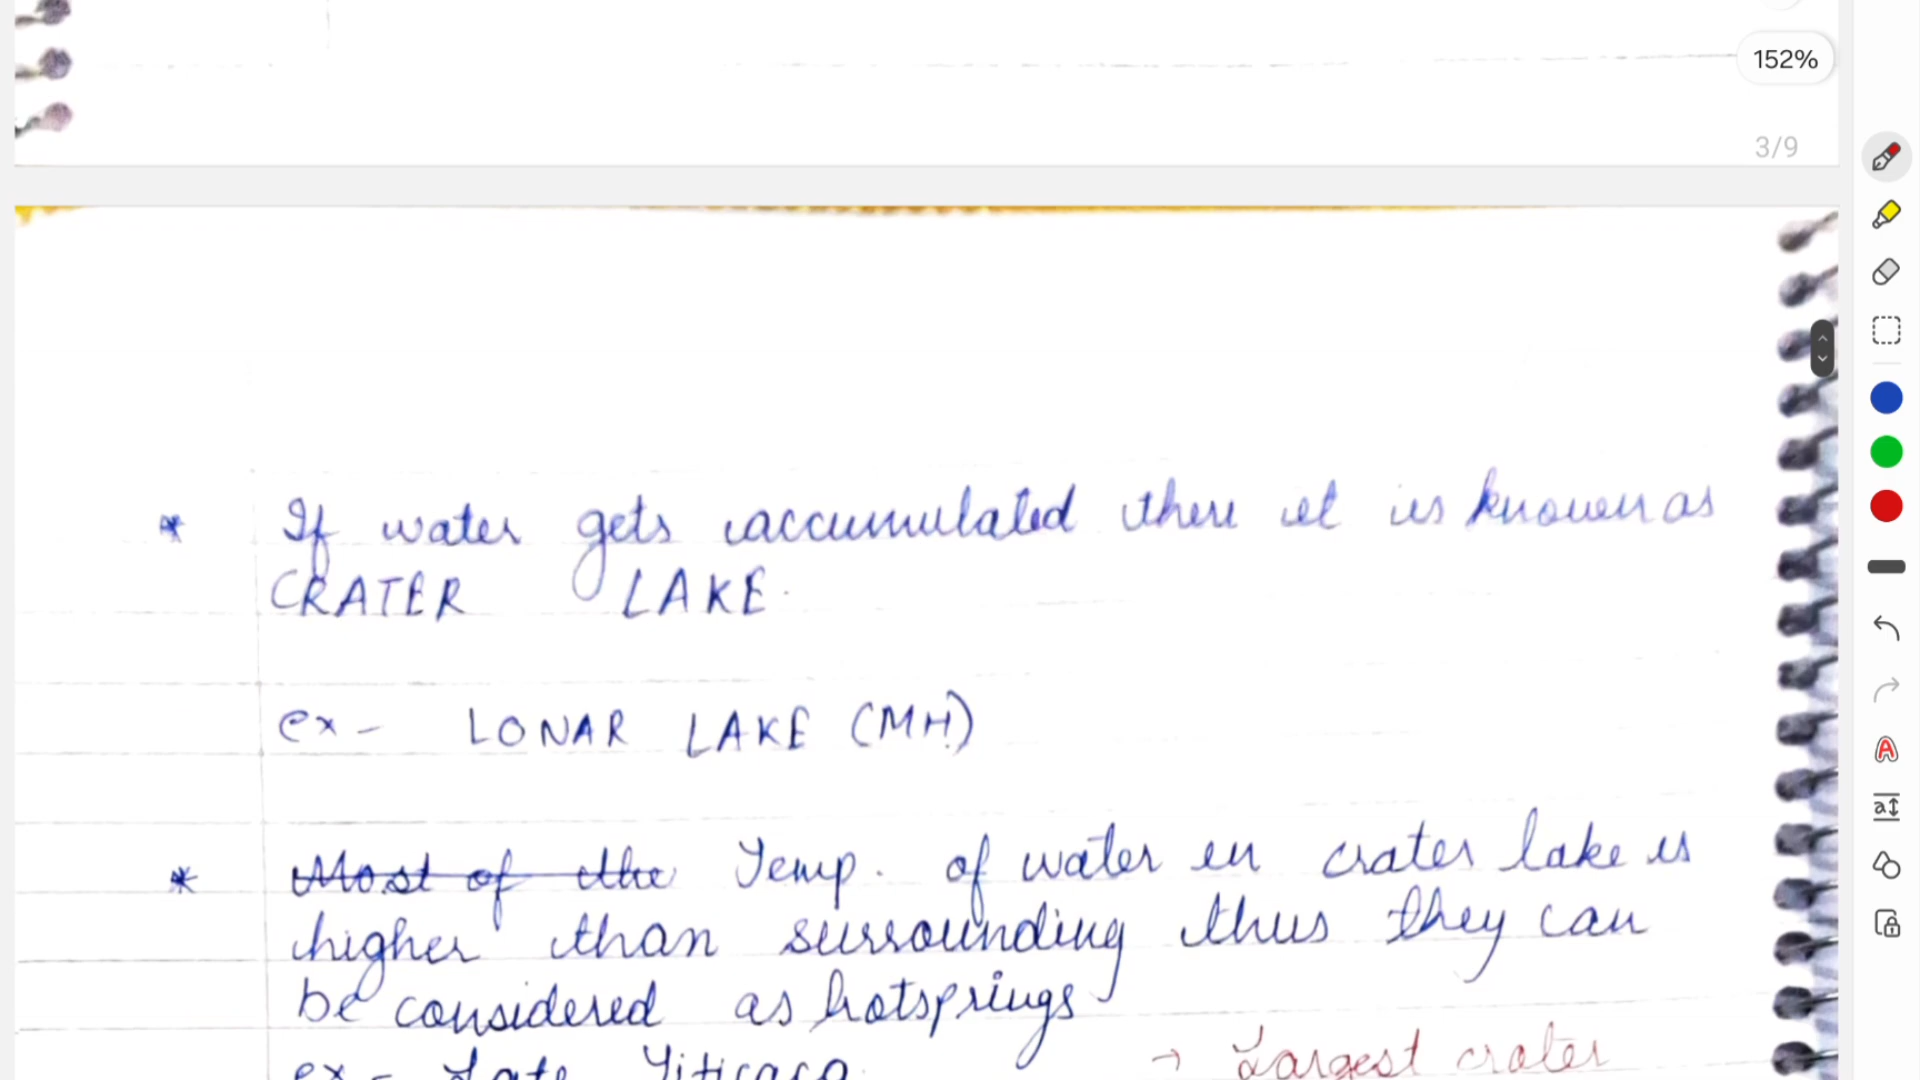 152%
3/9
* If water gets accumulated there it is known as
CRATER LAKE.
ex - LONAR LAKE (MH)
* Most of the Temp. of water in crater lake is
higher than surrounding thus they can
be considered as hotsprings
ex - Titicaca → Largest crater